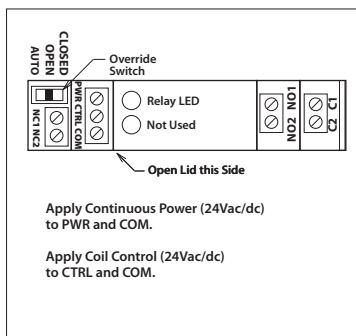 CLOSED
OPEN
AUTO
Override
Switch
NC1 NC2
PWR CTRL COM
Relay LED
Not Used
NO2 NO1
C2 C1
Open Lid this Side
Apply Continuous Power (24Vac/dc)
to PWR and COM.
Apply Coil Control (24Vac/dc)
to CTRL and COM.